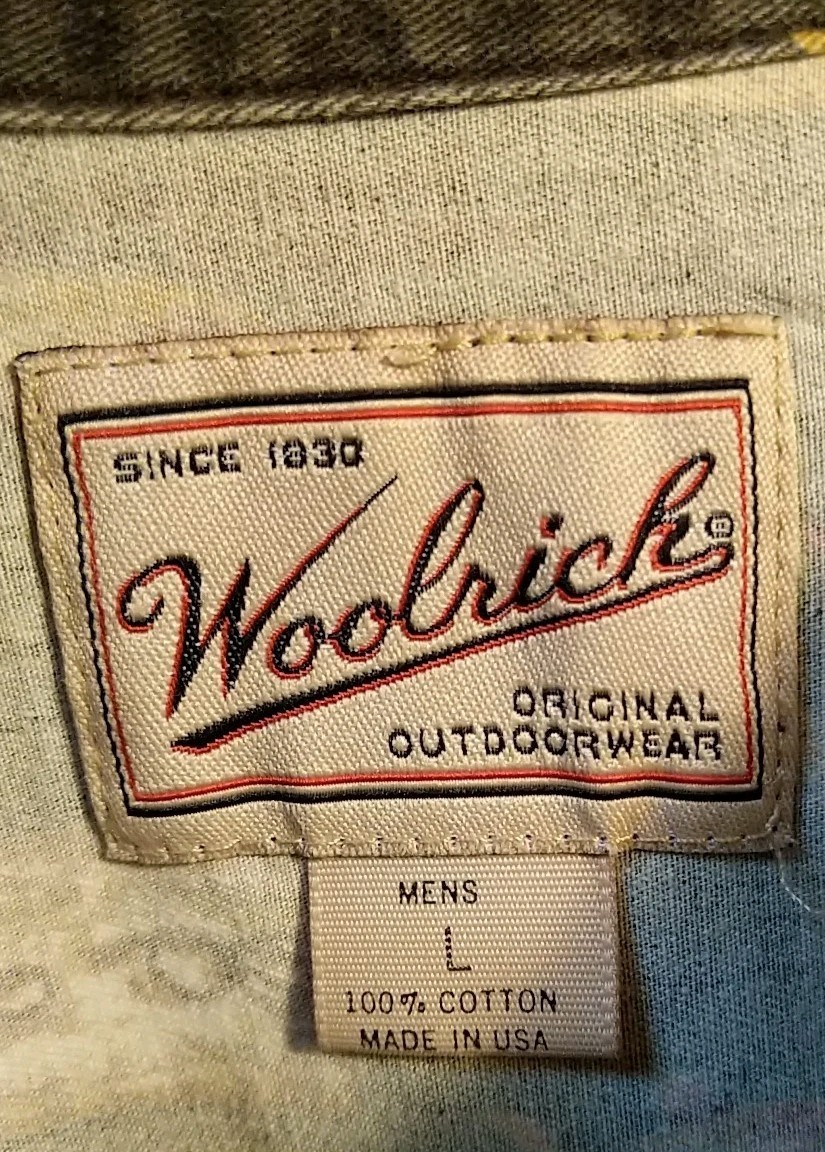 SINCE 1830
Woolrich®
ORIGINAL
OUTDOORWEAR
MENS
L
100% COTTON
MADE IN USA